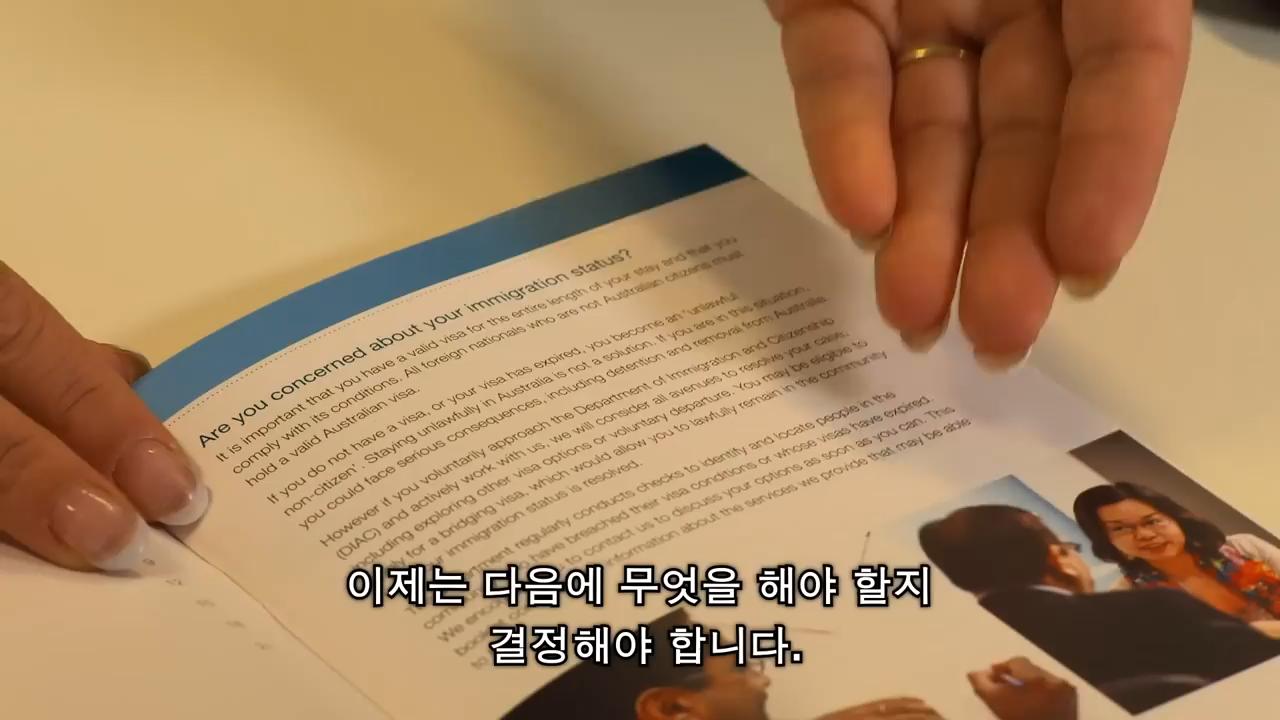 Are you concerned about your immigration status?
It is important that you have a valid visa for the entire length of your stay and that you
comply with its conditions. All foreign nationals who are not Australian citizens must
hold a valid Australian visa.
If you do not have a visa, or your visa has expired, you become an 'unlawful
non-citizen'. Staying unlawfully in Australia is not a solution. If you are in this situation,
you could face serious consequences, including detention and removal from Australia.
However if you voluntarily approach the Department of Immigration and Citizenship
(DIAC) and actively work with us, we will consider all avenues to resolve your case,
including exploring other visa options or voluntary departure. You may be eligible to
for a bridging visa, which would allow you to lawfully remain in the community
your immigration status is resolved.
regularly conducts checks to identify and locate people in the
have breached their visa conditions or whose visas have expired.
to contact us to discuss your options as soon as you can. This
information about the services we provide that may be able
이제는 다음에 무엇을 해야 할지
결정해야 합니다.